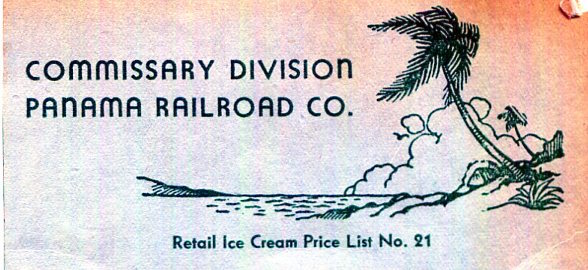 COMMISSARY DIVISION
PANAMA RAILROAD CO.
Retail Ice Cream Price List No. 21